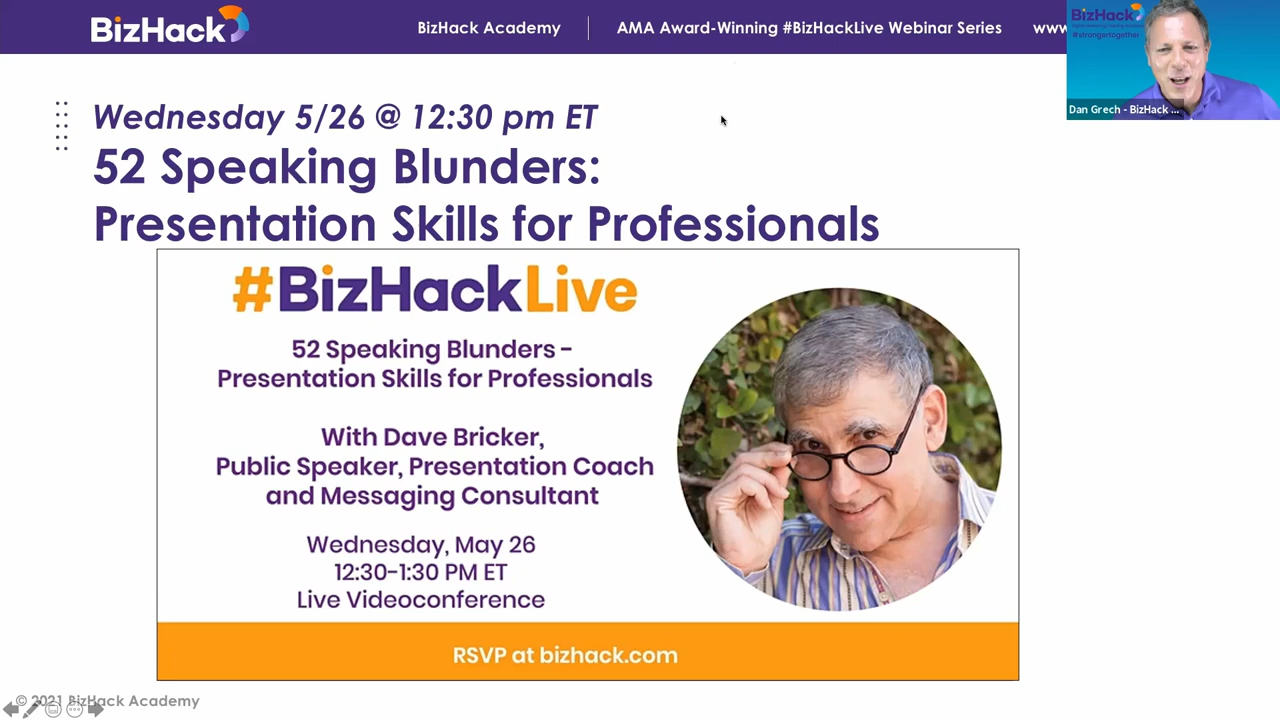 BizHack
BizHack Academy
AMA Award-Winning #BizHackLive Webinar Series
www
BizHack
#strongertogether
Dan Grech - BizHack ...
Wednesday 5/26 @ 12:30 pm ET
52 Speaking Blunders:
Presentation Skills for Professionals
#BizHackLive
52 Speaking Blunders -
Presentation Skills for Professionals
With Dave Bricker,
Public Speaker, Presentation Coach
and Messaging Consultant
Wednesday, May 26
12:30-1:30 PM ET
Live Videoconference
RSVP at bizhack.com
© 2021 BizHack Academy